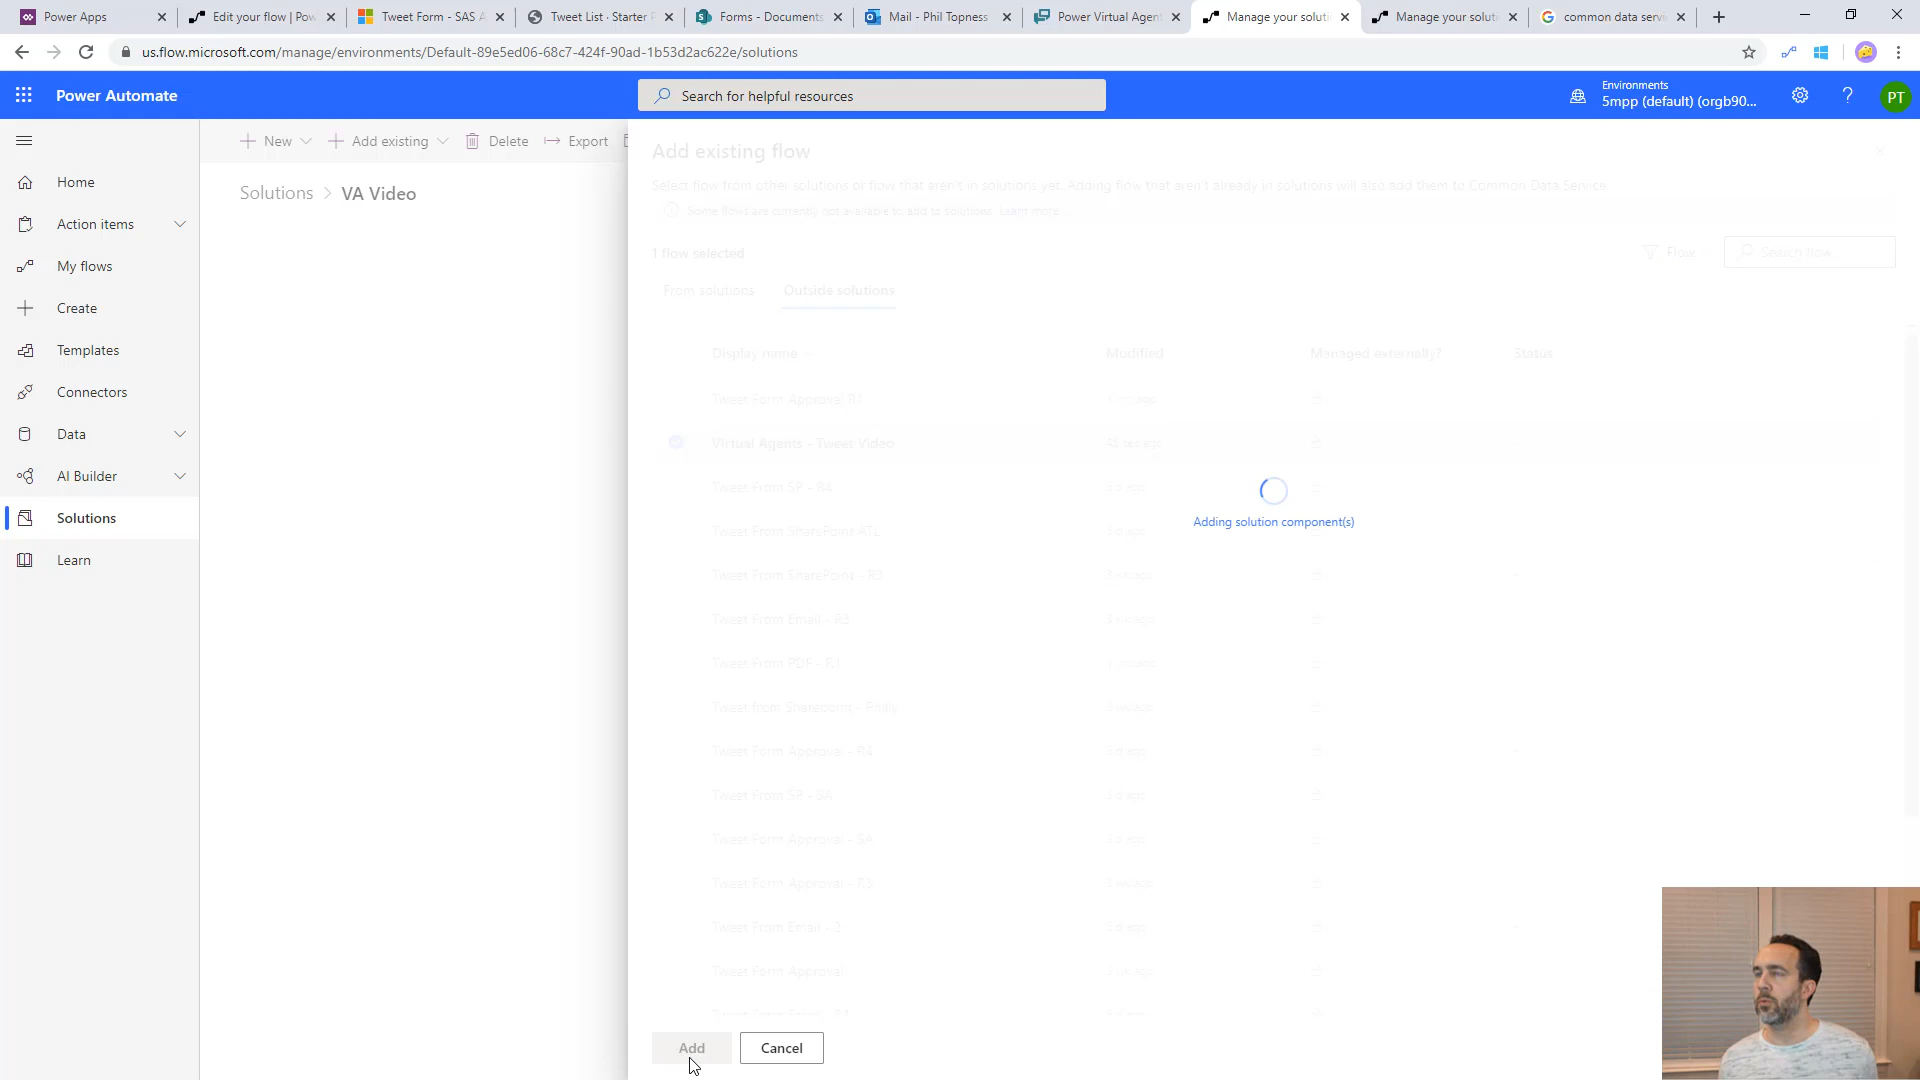 Power Apps
Edit your flow | Pow
Tweet Form - SAS A
Tweet List · Starter F
Forms - Documents
Mail - Phil Topness
Power Virtual Agent
Manage your soluti
Manage your soluti
common data servic
us.flow.microsoft.com/manage/environments/Default-89e5ed06-68c7-424f-90ad-1b53d2ac622e/solutions
Power Automate
Search for helpful resources
Environments
5mpp (default) (orgb90...
PT
New
Add existing
Delete
Export
Solutions > VA Video
Home
Action items
My flows
Create
Templates
Connectors
Data
AI Builder
Solutions
Learn
Add existing flow
Select flow from other solutions or flow that aren't in solutions yet. Adding flow that aren't already in solutions will also add them to Common Data Service.
Some flows are currently not available to add to solutions. Learn more
1 flow selected
Flow
Search flow
From solutions
Outside solutions
Display name
Modified
Managed externally?
Status
Tweet Form Approval R1
Virtual Agents - Tweet Video
Tweet From SP - R4
Tweet From SharePoint ATL
Tweet From SharePoint - R3
Tweet From Email - R3
Tweet From PDF - R1
Tweet from Sharepoint - Philly
Tweet Form Approval - R4
Tweet From SP - SA
Tweet Form Approval - SA
Tweet Form Approval - R3
Tweet From Email - 2
Tweet Form Approval
Adding solution component(s)
Add
Cancel